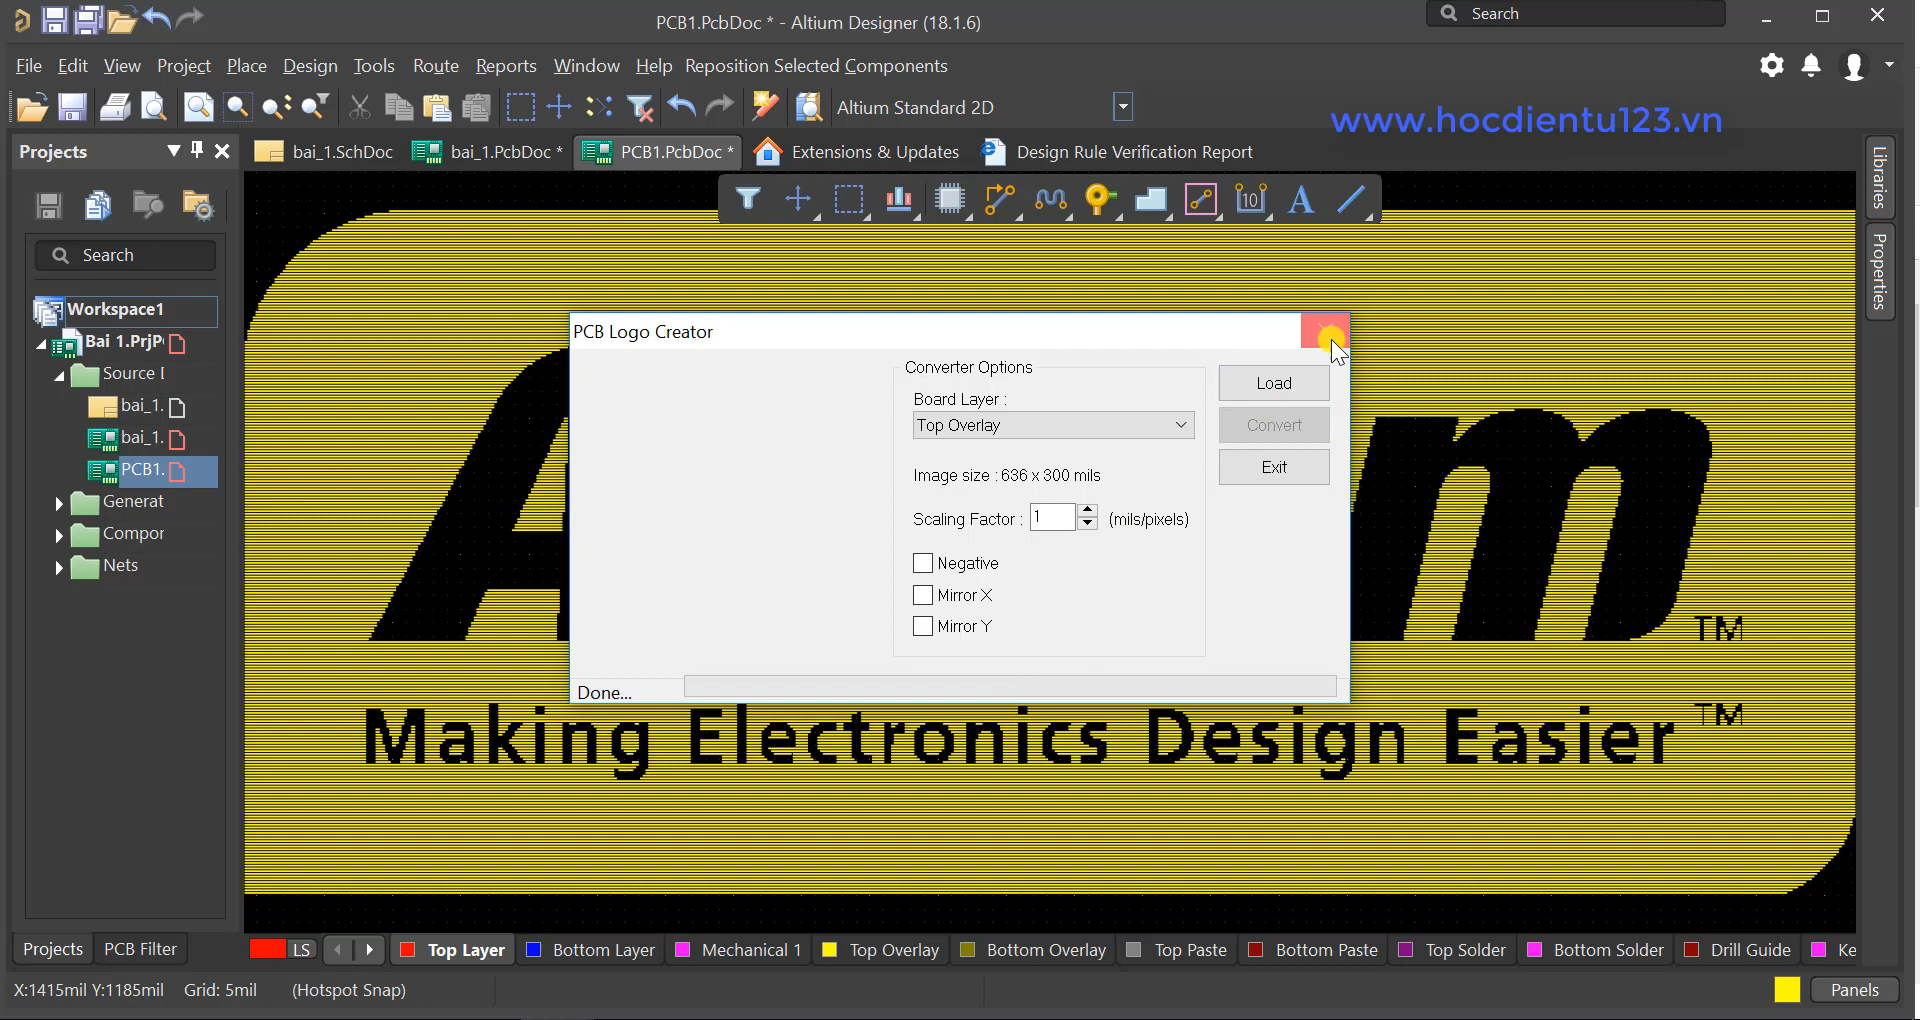 PCB1.PcbDoc * - Altium Designer (18.1.6)
Search
File Edit View Project Place Design Tools Route Reports Window Help Reposition Selected Components
Altium Standard 2D
www.hocdientu123.vn
Projects
bai_1.SchDoc
bai_1.PcbDoc *
PCB1.PcbDoc *
Extensions & Updates
Design Rule Verification Report
Libraries
Properties
10
A
Search
Workspace1
Bai 1.PrjP
Source
bai_1.
bai_1.
PCB1.
Generat
Compor
Nets
PCB Logo Creator
Converter Options
Board Layer :
Top Overlay
Image size : 636 x 300 mils
Scaling Factor : 1 (mils/pixels)
Negative
Mirror X
Mirror Y
Load
Convert
Exit
Done...
A
m
TM
Making Electronics Design Easier TM
Projects
PCB Filter
LS
Top Layer
Bottom Layer
Mechanical 1
Top Overlay
Bottom Overlay
Top Paste
Bottom Paste
Top Solder
Bottom Solder
Drill Guide
Ke
X:1415mil Y:1185mil Grid: 5mil (Hotspot Snap)
Panels